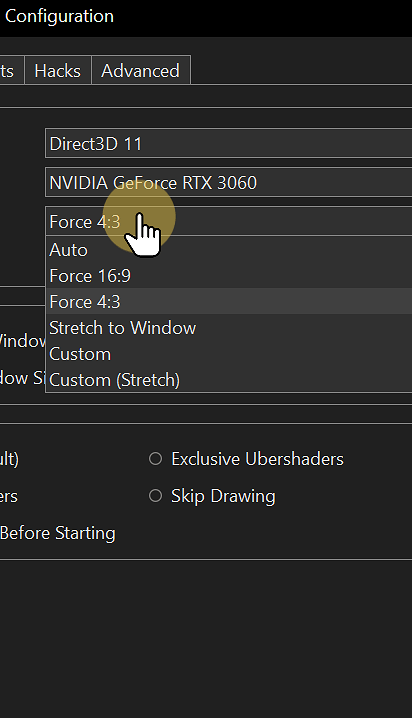 Configuration
ts Hacks Advanced
Direct3D 11
NVIDIA GeForce RTX 3060
Force 4:3
Auto
Force 16:9
Force 4:3
Stretch to Window
Window
Custom
dow Si
Custom (Stretch)
ult) Exclusive Ubershaders
ers Skip Drawing
Before Starting